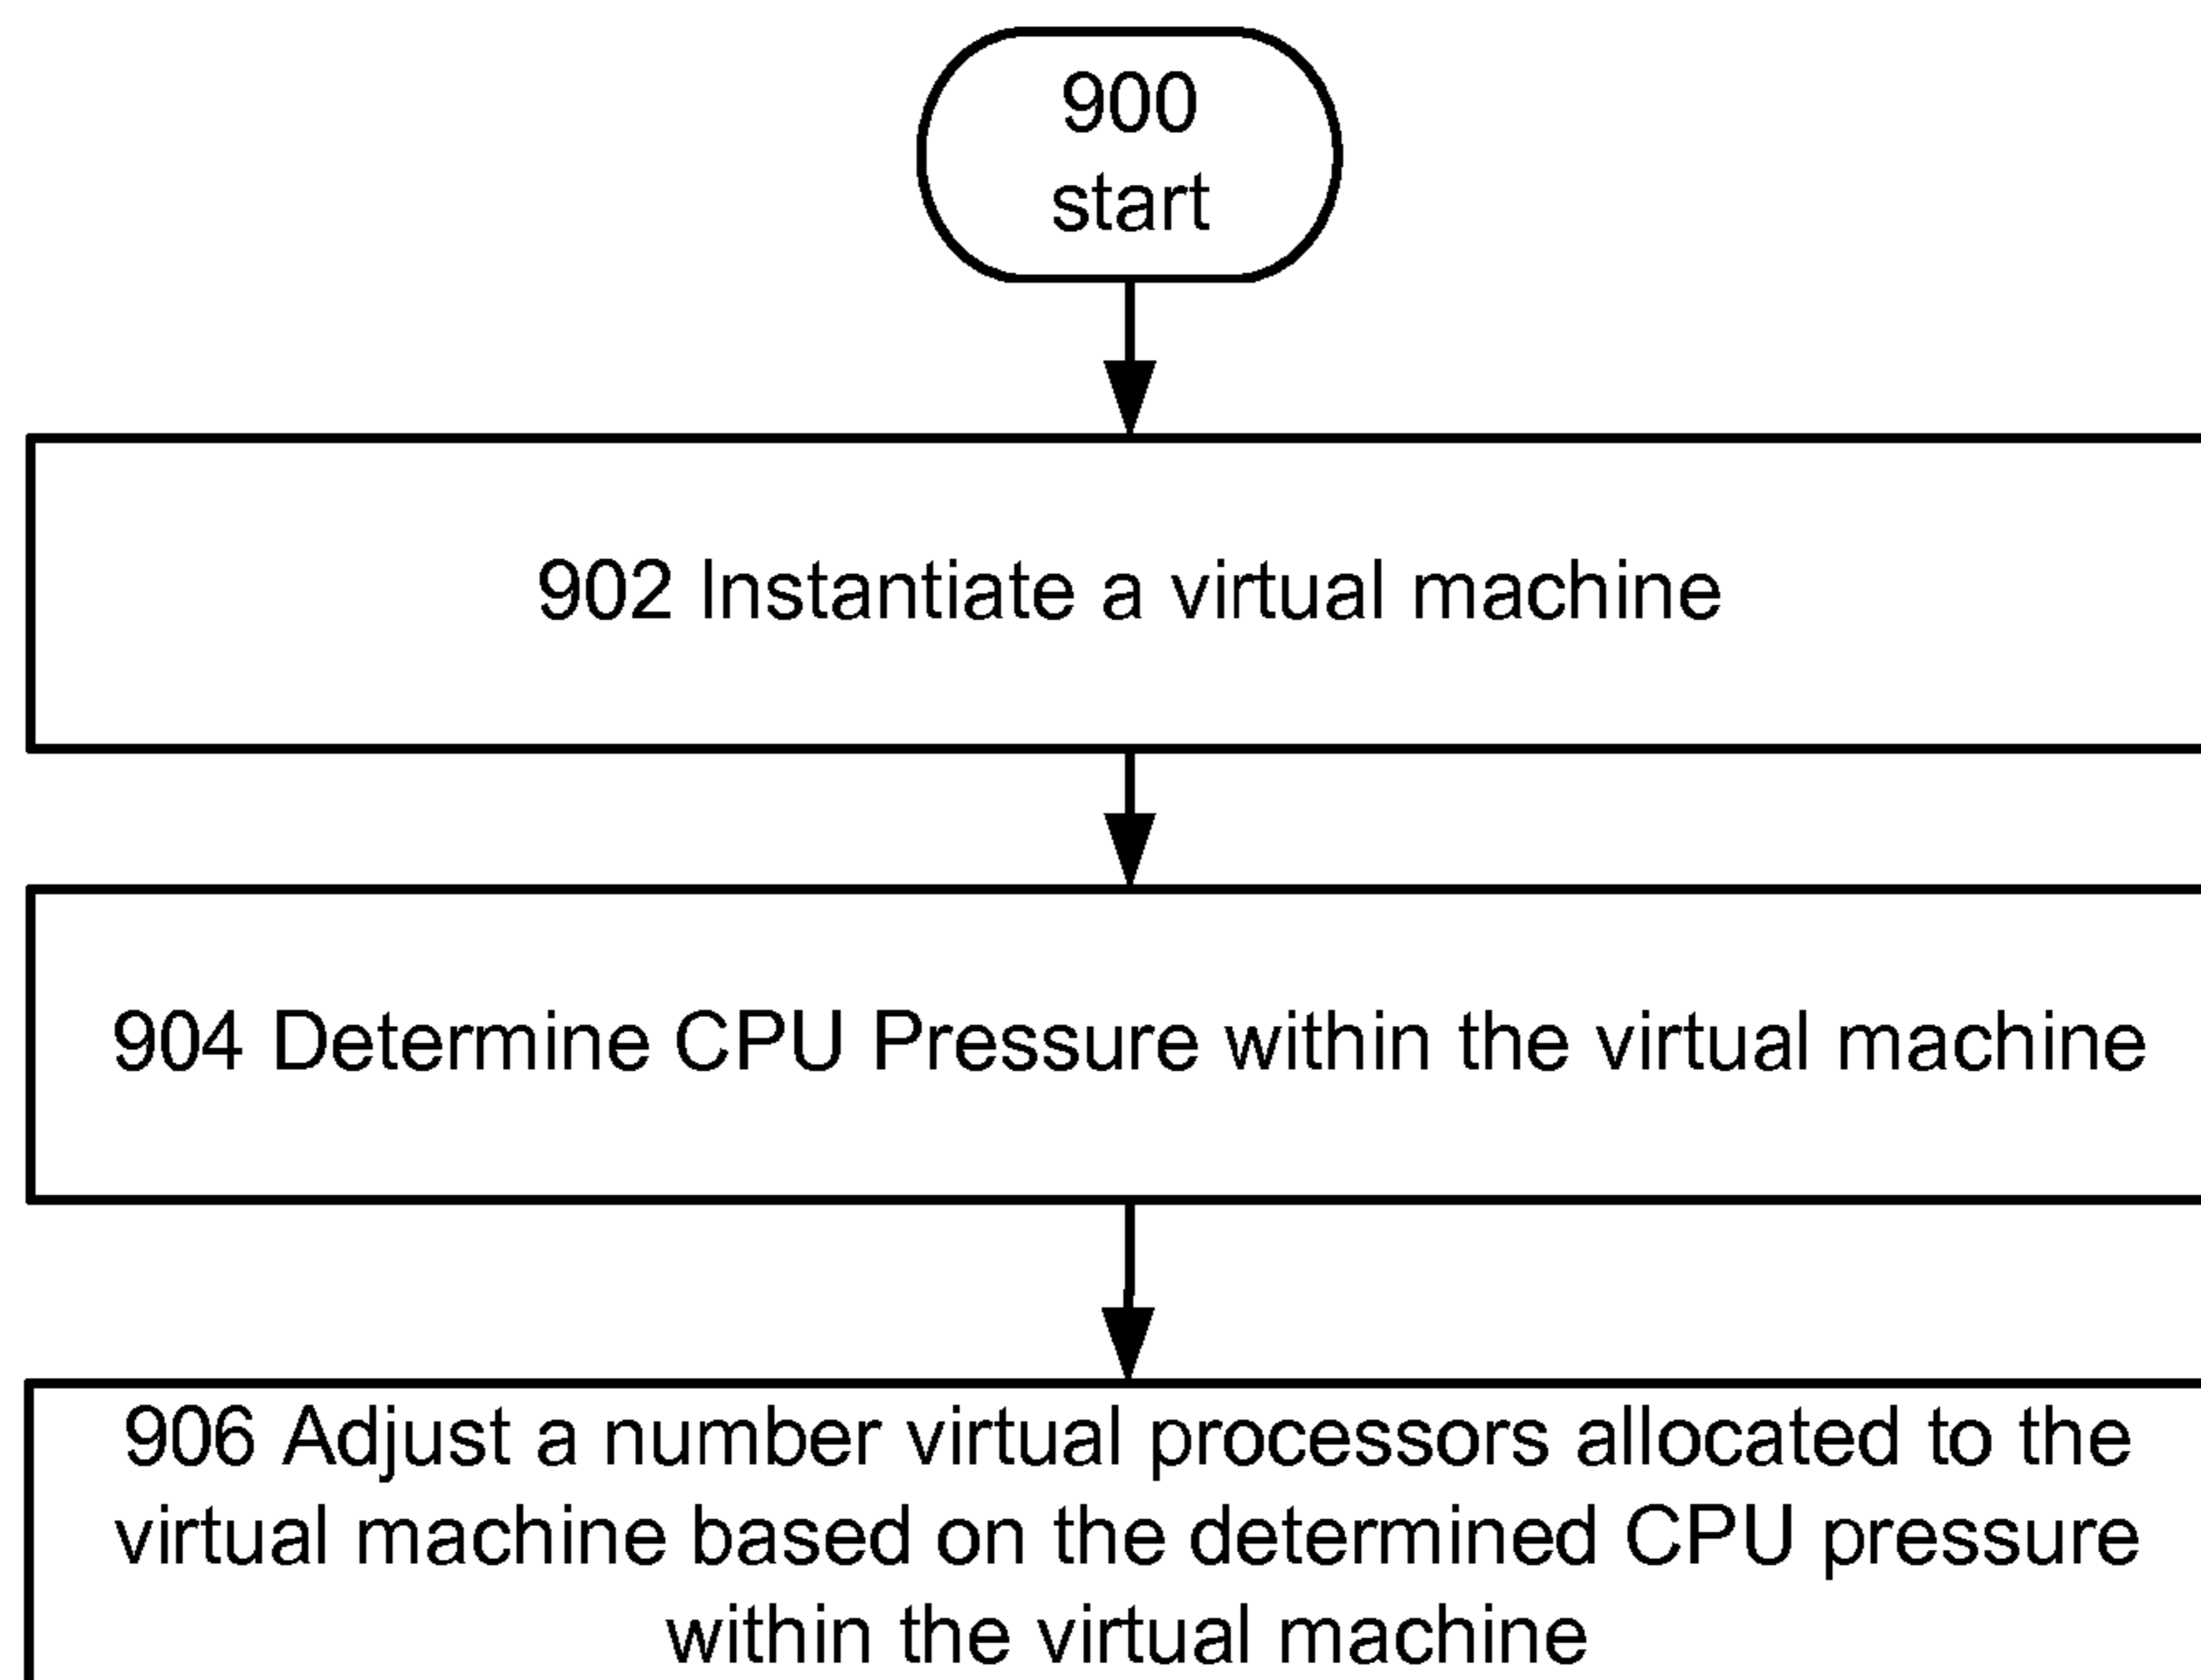 900
start
902 Instantiate a virtual machine
904 Determine CPU Pressure within the virtual machine
906 Adjust a number virtual processors allocated to the
virtual machine based on the determined CPU pressure
within the virtual machine